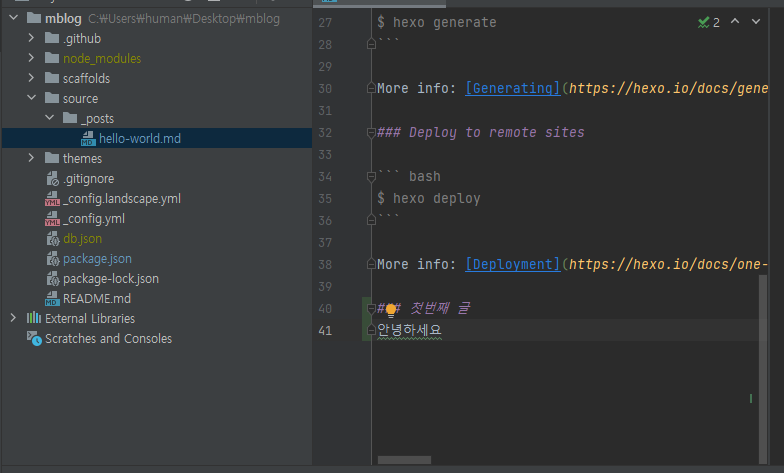 mblog C:₩Users₩human₩Desktop₩mblog
.github
node_modules
scaffolds
source
_posts
hello-world.md
themes
.gitignore
_config.landscape.yml
_config.yml
db.json
package.json
package-lock.json
README.md
External Libraries
Scratches and Consoles
2
27 $ hexo generate
28 ```
29
30 More info: [Generating](https://hexo.io/docs/gene
31
32 ### Deploy to remote sites
33
34 ``` bash
35 $ hexo deploy
36 ```
37
38 More info: [Deployment](https://hexo.io/docs/one-
39
40 ### 첫번째 글
41 안녕하세요